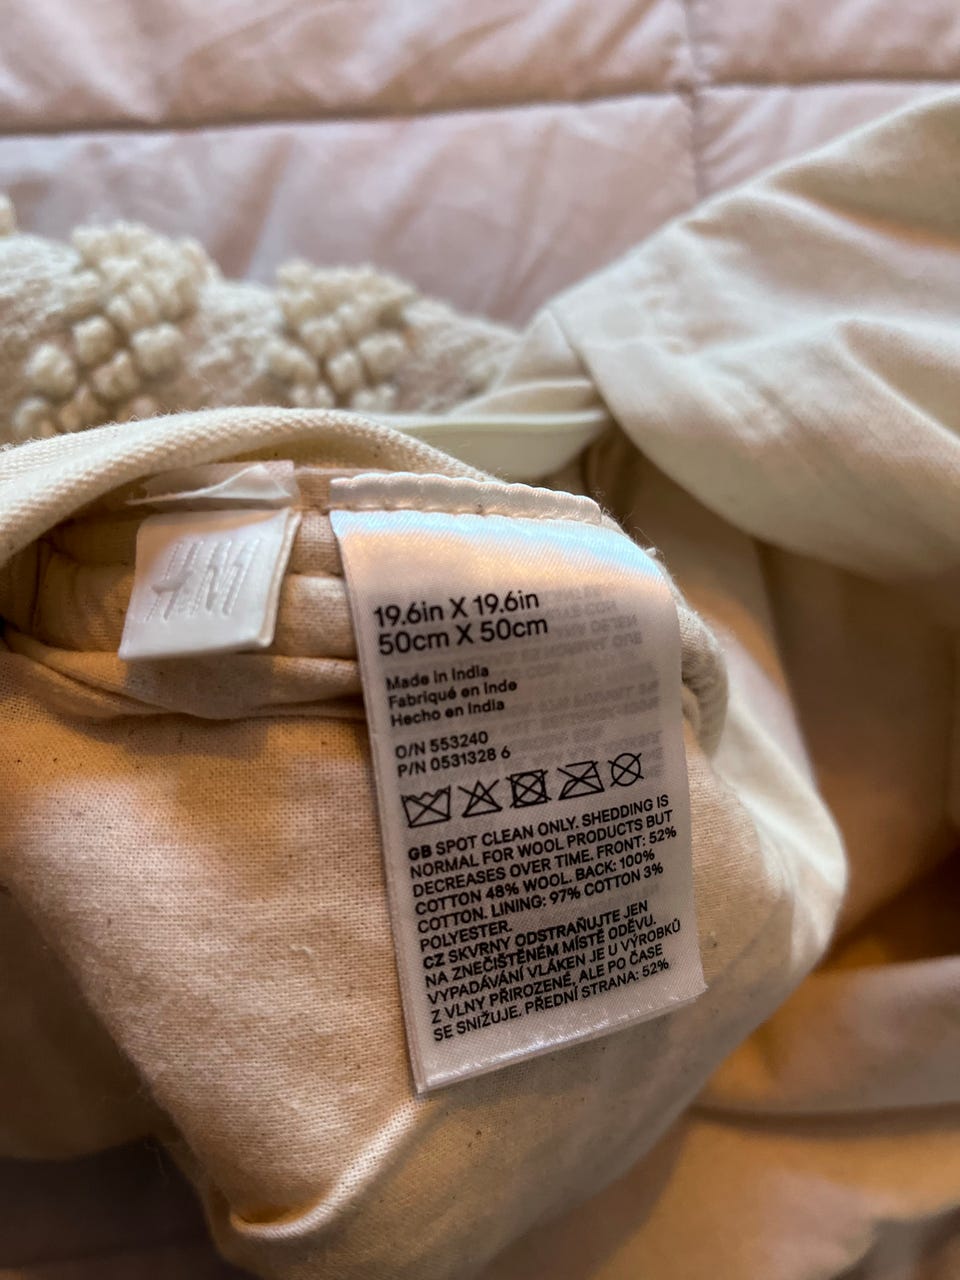 H&M
19.6in X 19.6in
50cm X 50cm
Made in India
Fabriqué en Inde
Hecho en India
O/N 553240
P/N 0531328 6
GB SPOT CLEAN ONLY. SHEDDING IS
NORMAL FOR WOOL PRODUCTS BUT
DECREASES OVER TIME. FRONT: 52%
COTTON 48% WOOL. BACK: 100%
COTTON. LINING: 97% COTTON 3%
POLYESTER.
CZ SKVRNY ODSTRAŇUJTE JEN
NA ZNEČIŠTĚNÉM MÍSTĚ ODĚVU.
VYPADÁVÁNÍ VLÁKEN JE U VÝROBKŮ
Z VLNY PŘIROZENÉ, ALE PO ČASE
SE SNIŽUJE. PŘEDNÍ STRANA: 52%